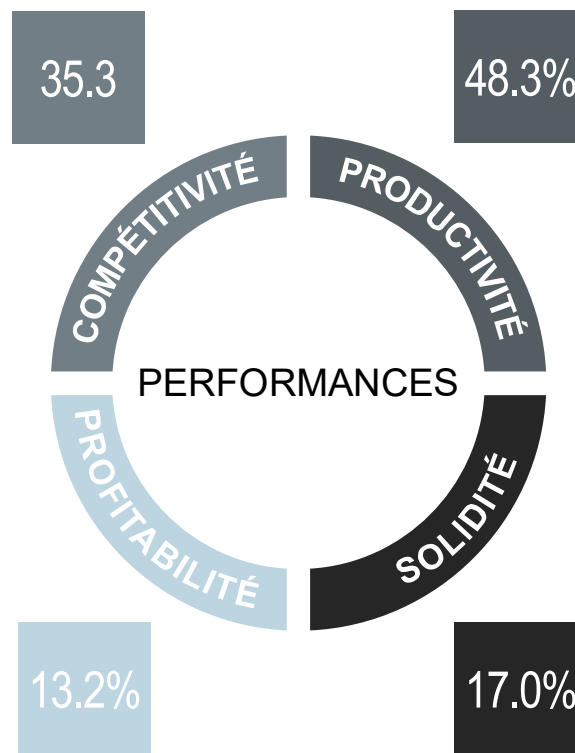 35.3
48.3%
COMPÉTITIVITÉ
PRODUCTIVITÉ
PERFORMANCES
PROFITABILITÉ
SOLIDITÉ
13.2%
17.0%